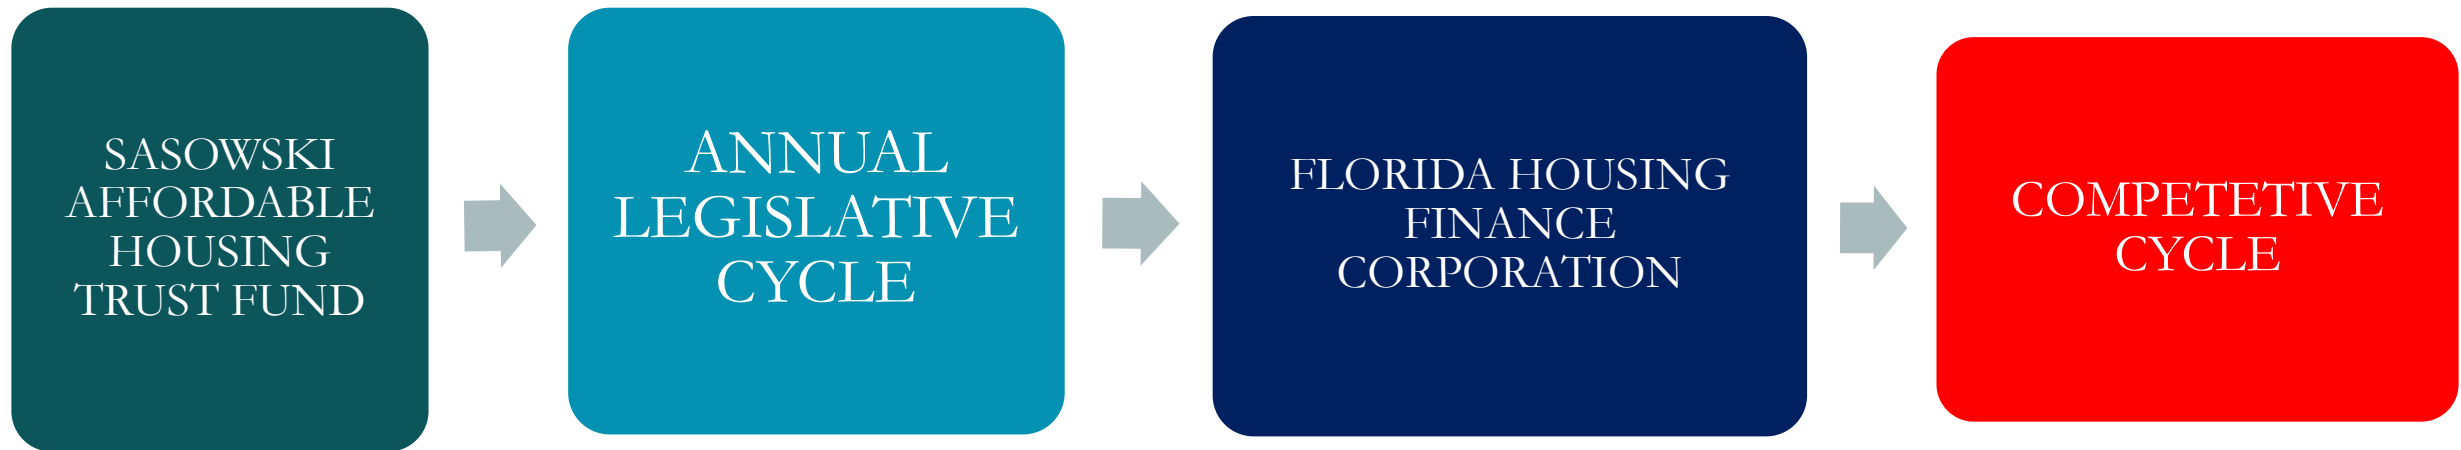 SASOWSKI
AFFORDABLE
HOUSING
TRUST FUND
ANNUAL
LEGISLATIVE
CYCLE
FLORIDA HOUSING
FINANCE
CORPORATION
COMPETETIVE
CYCLE